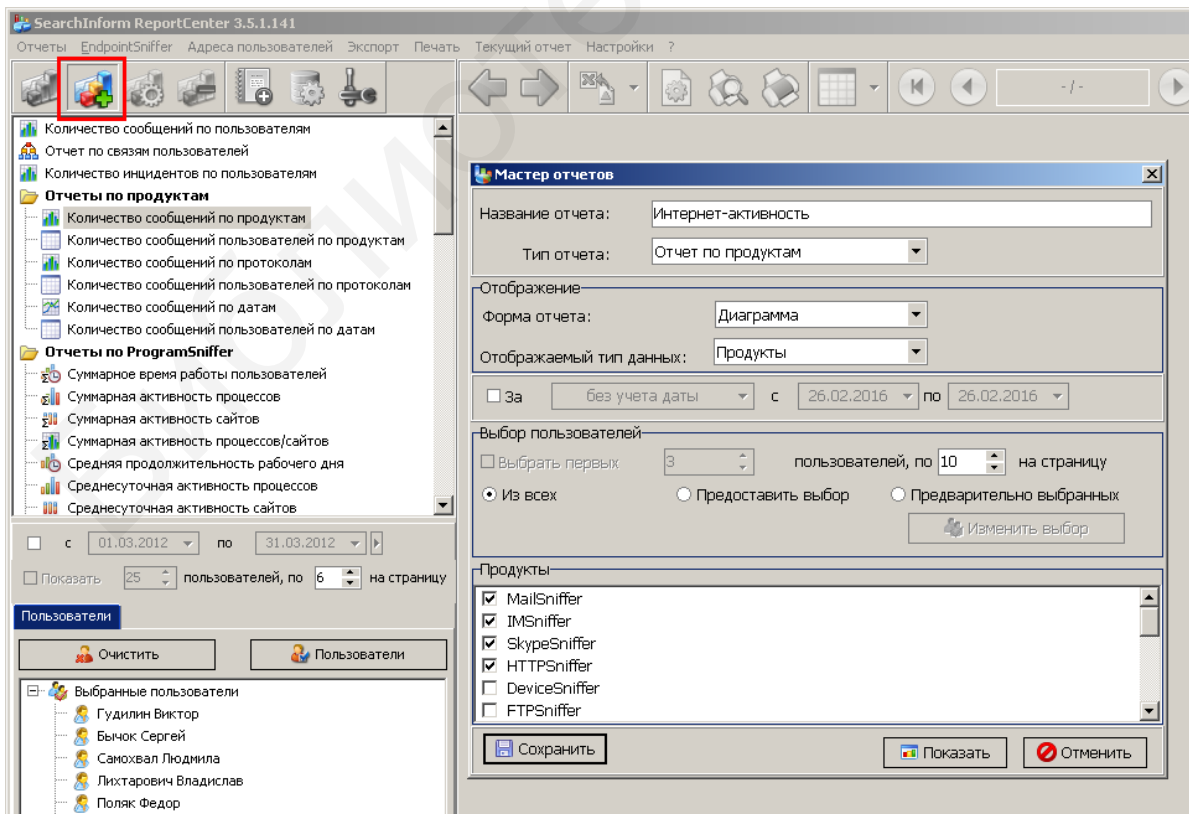 SearchInform ReportCenter 3.5.1.141
Отчеты EndpointSniffer Адреса пользователей Экспорт Печать Текущий отчет Настройки ?
- / -
Количество сообщений по пользователям
Отчет по связям пользователей
Количество инцидентов по пользователям
Отчеты по продуктам
Количество сообщений по продуктам
Количество сообщений пользователей по продуктам
Количество сообщений по протоколам
Количество сообщений пользователей по протоколам
Количество сообщений по датам
Количество сообщений пользователей по датам
Отчеты по ProgramSniffer
Суммарное время работы пользователей
Суммарная активность процессов
Суммарная активность сайтов
Суммарная активность процессов/сайтов
Средняя продолжительность рабочего дня
Среднесуточная активность процессов
Среднесуточная активность сайтов
с 01.03.2012 по 31.03.2012
Показать 25 пользователей, по 6 на страницу
Пользователи
Очистить Пользователи
Выбранные пользователи
Гудилин Виктор
Бычок Сергей
Самохвал Людмила
Лихтарович Владислав
Поляк Федор
Мастер отчетов
Название отчета: Интернет-активность
Тип отчета: Отчет по продуктам
Отображение
Форма отчета: Диаграмма
Отображаемый тип данных: Продукты
За без учета даты с 26.02.2016 по 26.02.2016
Выбор пользователей
Выбрать первых 3 пользователей, по 10 на страницу
Из всех Предоставить выбор Предварительно выбранных
Изменить выбор
Продукты
MailSniffer
IMSniffer
SkypeSniffer
HTTPSniffer
DeviceSniffer
FTPSniffer
Сохранить Показать Отменить